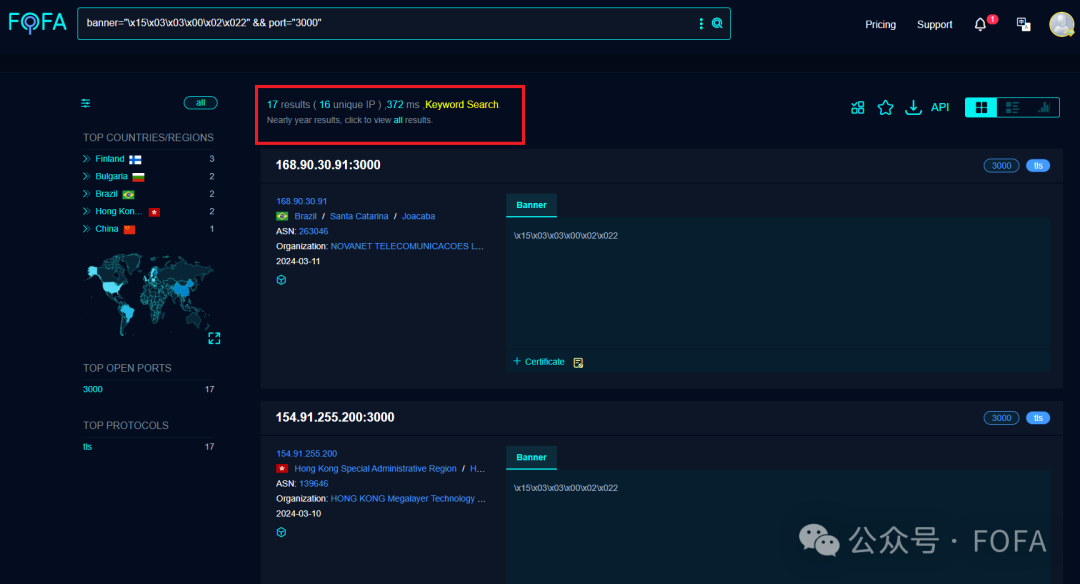 FOFA
banner="\x15\x03\x03\x00\x02\x022" && port="3000"
Pricing
Support
1
all
17 results ( 16 unique IP ) ,372 ms ,Keyword Search.
Nearly year results, click to view all results.
API
TOP COUNTRIES/REGIONS
Finland 3
Bulgaria 2
Brazil 2
Hong Kon... 2
China 1
TOP OPEN PORTS
3000 17
TOP PROTOCOLS
tls 17
168.90.30.91:3000
3000 tls
168.90.30.91
Brazil / Santa Catarina / Joacaba
ASN: 263046
Organization: NOVANET TELECOMUNICACOES L...
2024-03-11
Banner
\x15\x03\x03\x00\x02\x022
+ Certificate
154.91.255.200:3000
3000 tls
154.91.255.200
Hong Kong Special Administrative Region / H...
ASN: 139646
Organization: HONG KONG Megalayer Technology ...
2024-03-10
Banner
\x15\x03\x03\x00\x02\x022
公众号 · FOFA